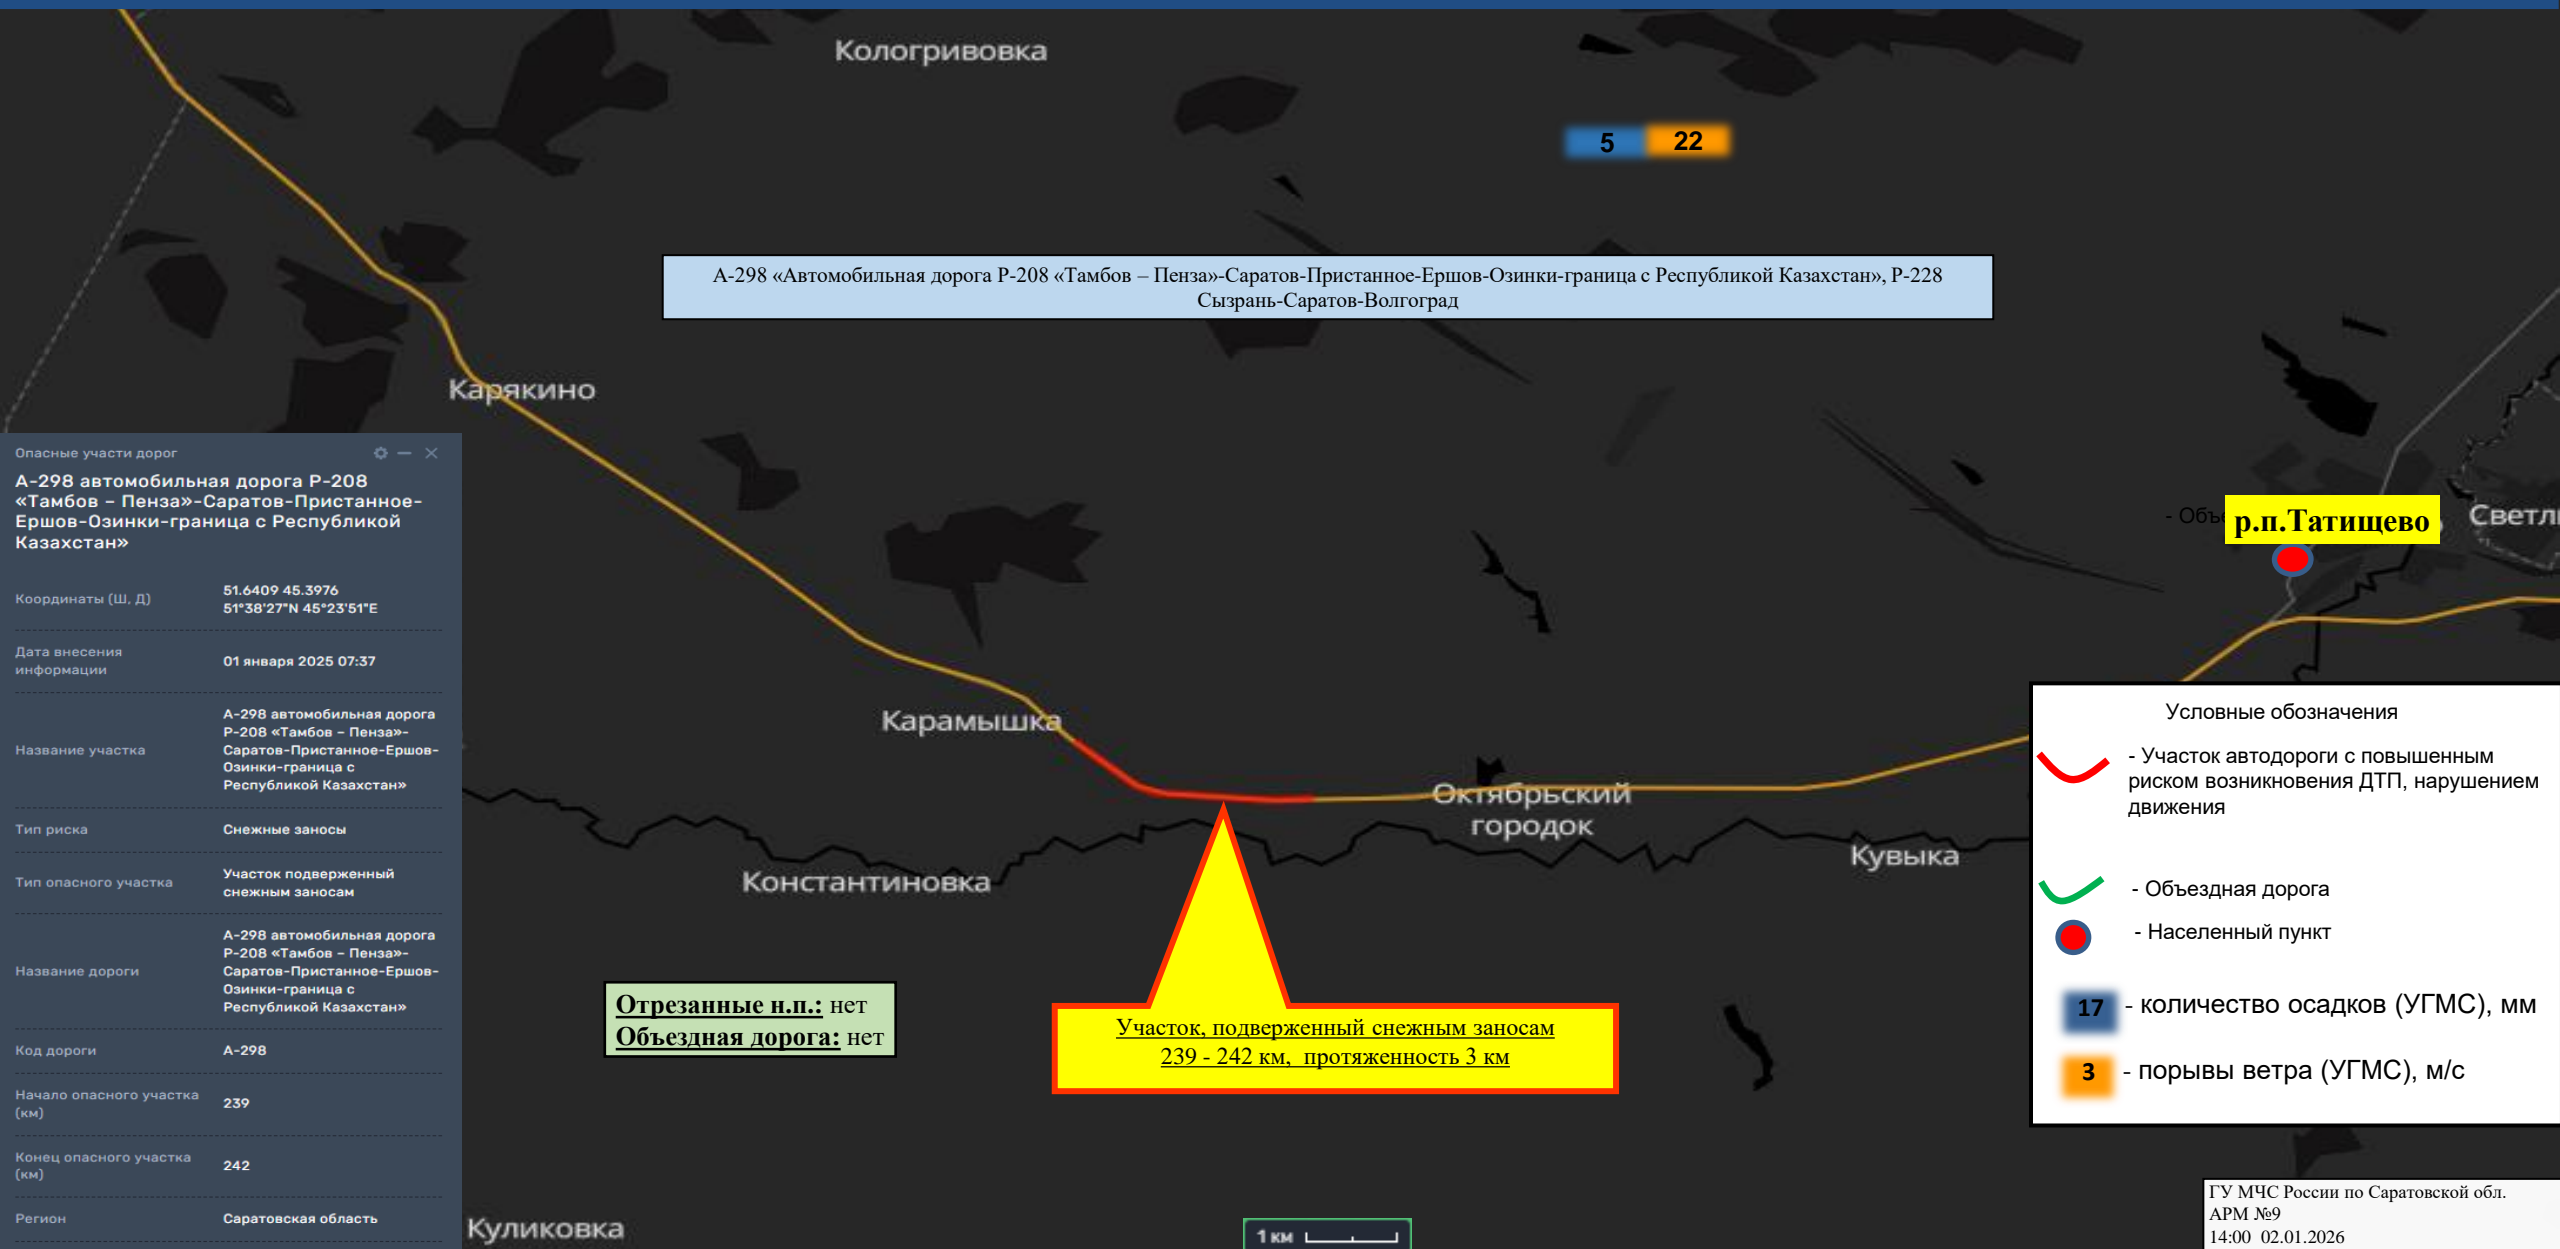 Кологривовка
5 22
А-298 «Автомобильная дорога Р-208 «Тамбов – Пенза»-Саратов-Пристанное-Ершов-Озинки-граница с Республикой Казахстан», Р-228
Сызрань-Саратов-Волгоград
Карякино
Опасные участи дорог
А-298 автомобильная дорога Р-208
«Тамбов – Пенза»-Саратов-Пристанное-
Ершов-Озинки-граница с Республикой
Казахстан»
Координаты (Ш, Д)
51.6409 45.3976
51°38'27"N 45°23'51"E
Дата внесения
информации
01 января 2025 07:37
Название участка
А-298 автомобильная дорога
Р-208 «Тамбов – Пенза»-
Саратов-Пристанное-Ершов-
Озинки-граница с
Республикой Казахстан»
Тип риска
Снежные заносы
Тип опасного участка
Участок подверженный
снежным заносам
Название дороги
А-298 автомобильная дорога
Р-208 «Тамбов – Пенза»-
Саратов-Пристанное-Ершов-
Озинки-граница с
Республикой Казахстан»
Код дороги
А-298
Начало опасного участка
(км)
239
Конец опасного участка
(км)
242
Регион
Саратовская область
- Объе
р.п.Татищево
Светл
Карамышка
Октябрьский
городок
Кувыка
Константиновка
Отрезанные н.п.: нет
Объездная дорога: нет
Участок, подверженный снежным заносам
239 - 242 км, протяженность 3 км
Условные обозначения
- Участок автодороги с повышенным
риском возникновения ДТП, нарушением
движения
- Объездная дорога
- Населенный пункт
17 - количество осадков (УГМС), мм
3 - порывы ветра (УГМС), м/с
Куликовка
1 км
ГУ МЧС России по Саратовской обл.
АРМ №9
14:00 02.01.2026